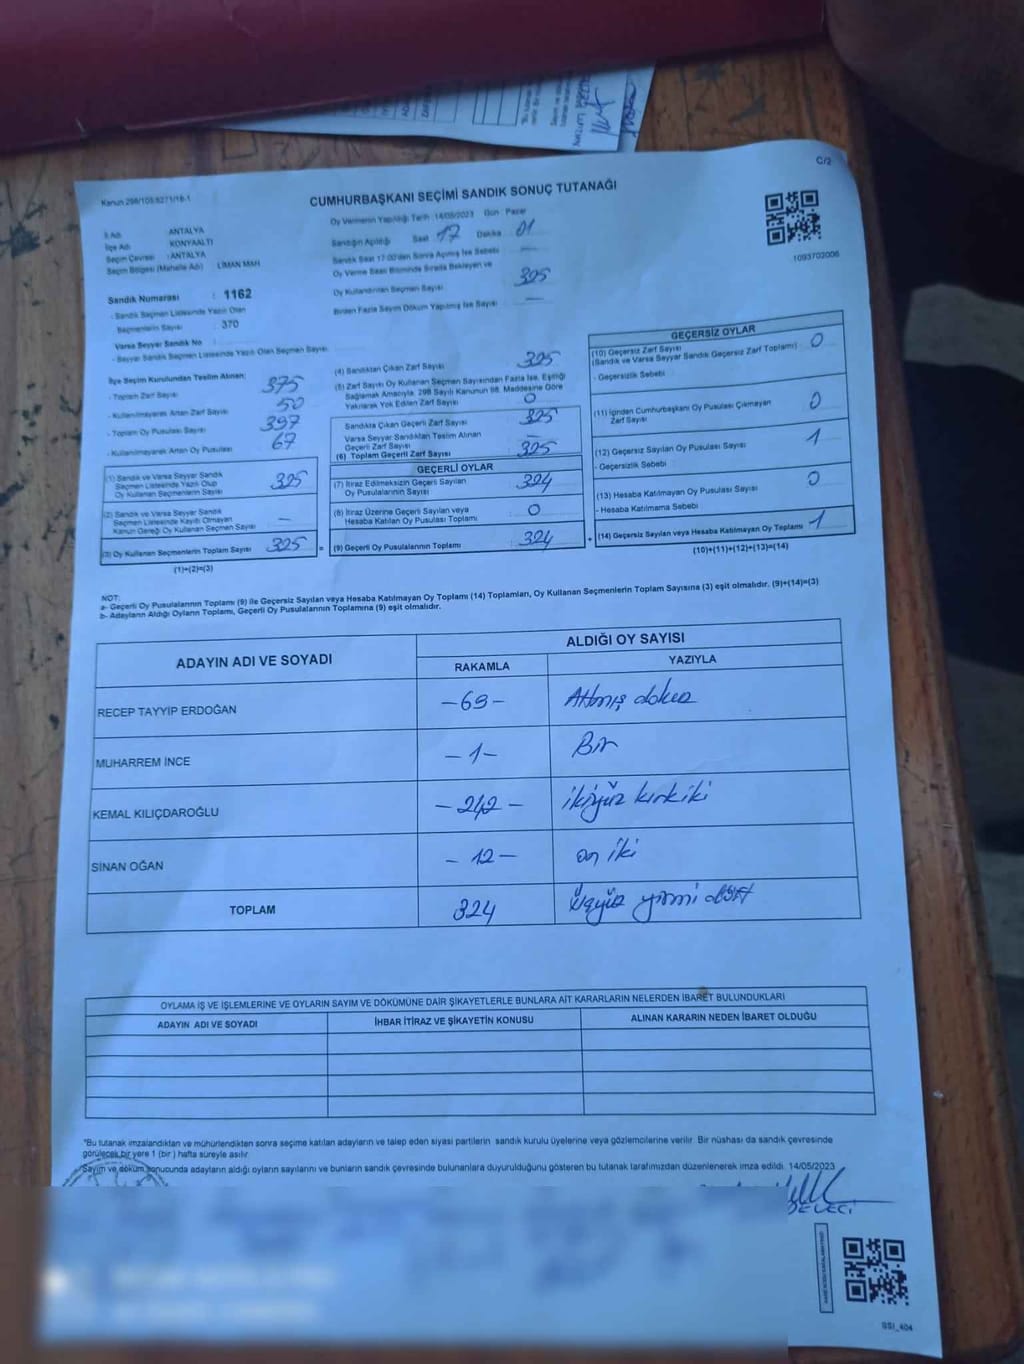 C/2
Kanun 298/105;6271/18-1
CUMHURBAŞKANI SEÇİMİ SANDIK SONUÇ TUTANAĞI
Oy Vermenin Yapıldığı Tarih :14/05/2023 Gün : Pazar
İl Adı : ANTALYA
İlçe Adı : KONYAALTI
Seçim Çevresi : ANTALYA
Seçim Bölgesi (Mahalle Adı) : LİMAN MAH
Sandığın Açıldığı Saat 17 Dakika 01
Sandık Saat 17:00'den Sonra Açılmış İse Sebebi —
Oy Verme Saati Bitiminde Sırada Bekleyen ve
Oy Kullandırılan Seçmen Sayısı 325
Birden Fazla Sayım Döküm Yapılmış İse Sayısı —
1093702006
Sandık Numarası : 1162
- Sandık Seçmen Listesinde Yazılı Olan
Seçmenlerin Sayısı : 370
Varsa Seyyar Sandık No :
- Seyyar Sandık Seçmen Listesinde Yazılı Olan Seçmen Sayısı:
İlçe Seçim Kurulundan Teslim Alınan;
- Toplam Zarf Sayısı 375
- Kullanılmayarak Artan Zarf Sayısı 50
- Toplam Oy Pusulası Sayısı 397
- Kullanılmayarak Artan Oy Pusulası 67
(1) Sandık ve Varsa Seyyar Sandık
Seçmen Listesinde Yazılı Olup
Oy Kullanan Seçmenlerin Sayısı 325
(2) Sandık ve Varsa Seyyar Sandık
Seçmen Listesinde Kaydı Olmayan
Kanun Gereği Oy Kullanan Seçmen Sayısı —
(3) Oy Kullanan Seçmenlerin Toplam Sayısı 325 =
(1)+(2)=(3)
(4) Sandıktan Çıkan Zarf Sayısı 325
(5) Zarf Sayısı Oy Kullanan Seçmen Sayısından Fazla İse, Eşitliği
Sağlamak Amacıyla, 298 Sayılı Kanunun 98. Maddesine Göre
Yakılarak Yok Edilen Zarf Sayısı 0
Sandıkta Çıkan Geçerli Zarf Sayısı 325
Varsa Seyyar Sandıktan Teslim Alınan
Geçerli Zarf Sayısı —
(6) Toplam Geçerli Zarf Sayısı 325
GEÇERLİ OYLAR
(7) İtiraz Edilmeksizin Geçerli Sayılan
Oy Pusulalarının Sayısı 324
(8) İtiraz Üzerine Geçerli Sayılan veya
Hesaba Katılan Oy Pusulası Toplamı 0
(9) Geçerli Oy Pusulalarının Toplamı 324 +
GEÇERSİZ OYLAR
(10) Geçersiz Zarf Sayısı
(Sandık ve Varsa Seyyar Sandık Geçersiz Zarf Toplamı) 0
- Geçersizlik Sebebi
(11) İçinden Cumhurbaşkanı Oy Pusulası Çıkmayan
Zarf Sayısı 0
(12) Geçersiz Sayılan Oy Pusulası Sayısı 1
- Geçersizlik Sebebi
(13) Hesaba Katılmayan Oy Pusulası Sayısı 0
- Hesaba Katılmama Sebebi
(14) Geçersiz Sayılan veya Hesaba Katılmayan Oy Toplamı 1
(10)+(11)+(12)+(13)=(14)
NOT:
a- Geçerli Oy Pusulalarının Toplamı (9) ile Geçersiz Sayılan veya Hesaba Katılmayan Oy Toplamı (14) Toplamları, Oy Kullanan Seçmenlerin Toplam Sayısına (3) eşit olmalıdır. (9)+(14)=(3)
b- Adayların Aldığı Oyların Toplamı, Geçerli Oy Pusulalarının Toplamına (9) eşit olmalıdır.
ADAYIN ADI VE SOYADI
ALDIĞI OY SAYISI
RAKAMLA YAZIYLA
RECEP TAYYİP ERDOĞAN -69- Altmış dokuz
MUHARREM İNCE -1- Bir
KEMAL KILIÇDAROĞLU -242- ikiyüz kırk iki
SİNAN OĞAN -12- on iki
TOPLAM 324 Üçyüz yirmi dört
OYLAMA İŞ VE İŞLEMLERİNE VE OYLARIN SAYIM VE DÖKÜMÜNE DAİR ŞİKAYETLERLE BUNLARA AİT KARARLARIN NELERDEN İBARET BULUNDUKLARI
ADAYIN ADI VE SOYADI İHBAR İTİRAZ VE ŞİKAYETİN KONUSU ALINAN KARARIN NEDEN İBARET OLDUĞU
*Bu tutanak imzalandıktan ve mühürlendikten sonra seçime katılan adayların ve talep eden siyasi partilerin sandık kurulu üyelerine veya gözlemcilerine verilir. Bir nüshası da sandık çevresinde
görülecek bir yere 1 (bir ) hafta süreyle asılır.
Sayım ve döküm sonucunda adayların aldığı oyların sayılarını ve bunların sandık çevresinde bulunanlara duyurulduğunu gösteren bu tutanak tarafımızdan düzenlenerek imza edildi. 14/05/2023
SSI_404